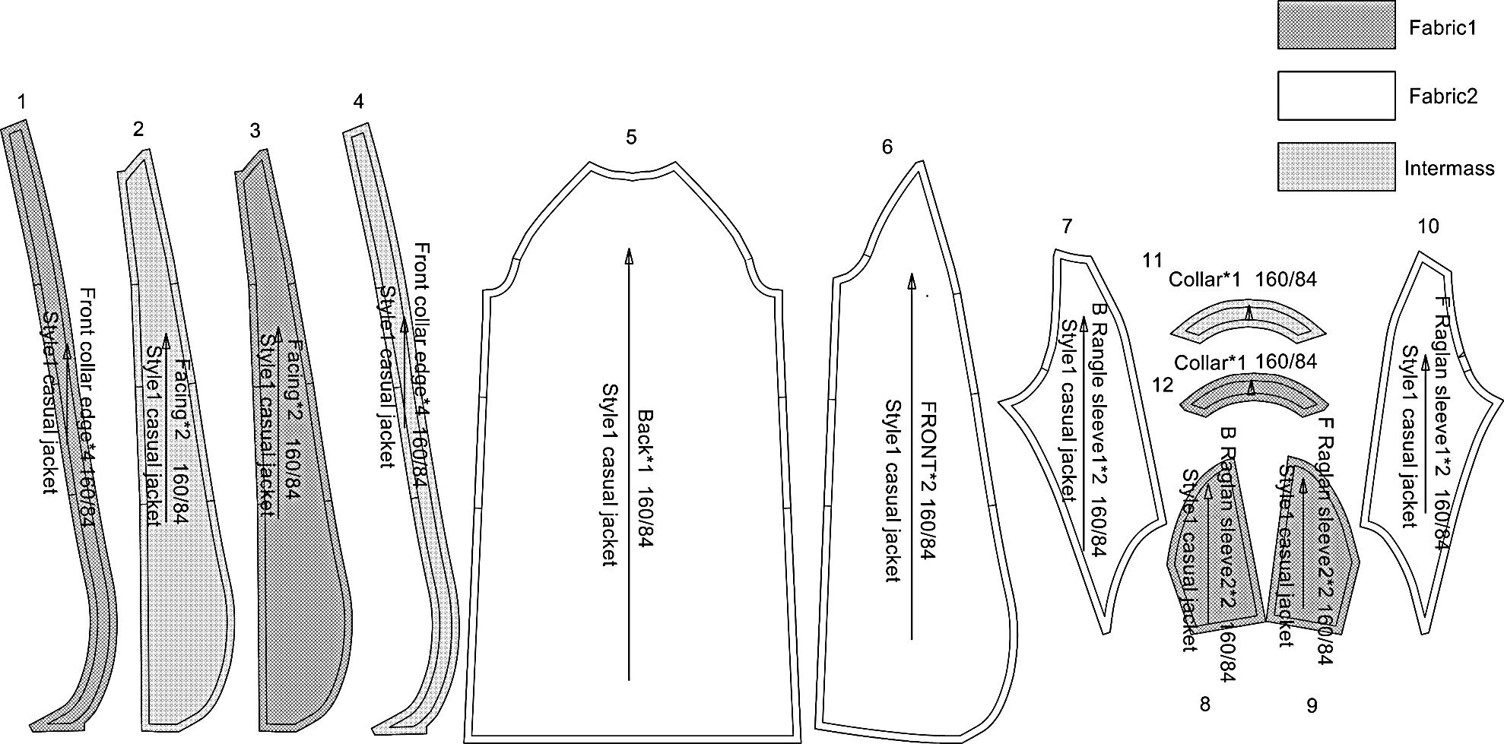 Fabric1
Fabric2
Intermass
1
Front collar edge*4 160/84
Style1 casual jacket
2
Facing*2 160/84
Style1 casual jacket
3
Facing*2 160/84
Style1 casual jacket
4
Front collar edge*4 160/84
Style1 casual jacket
5
Back*1 160/84
Style1 casual jacket
6
FRONT*2 160/84
Style1 casual jacket
7
B Rangle sleeve1*2 160/84
Style1 casual jacket
11
Collar*1 160/84
12
Collar*1 160/84
B Raglan sleeve2*2 160/84
Style1 casual jacket
8
F Raglan sleeve2*2 160/84
Style1 casual jacket
9
10
F Raglan sleeve1*2 160/84
Style1 casual jacket